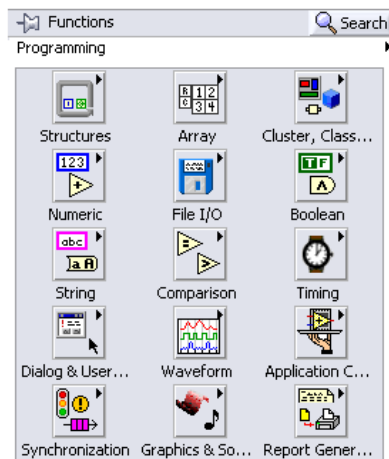 Functions Search
Programming
Structures Array Cluster, Class...
Numeric File I/O Boolean
String Comparison Timing
Dialog & User... Waveform Application C...
Synchronization Graphics & So... Report Gener...